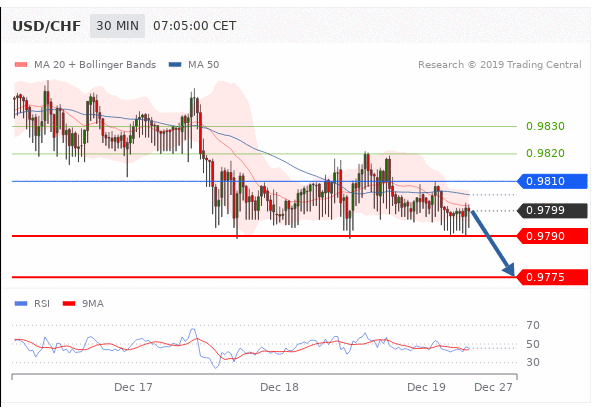 USD/CHF 30 MIN 07:05:00 CET
MA 20 + Bollinger Bands MA 50 Research © 2019 Trading Central
0.9830
0.9820
0.9810
0.9799
0.9790
0.9775
RSI 9MA
70
50
30
Dec 17 Dec 18 Dec 19 Dec 27